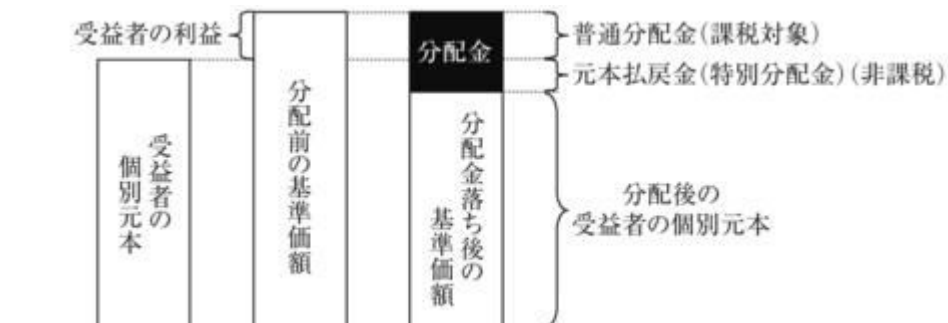 受益者の利益
普通分配金(課税対象)
分配金
元本払戻金(特別分配金)(非課税)
受益者の
個別元本
分配前の基準価額
分配金落ち後の
基準価額
分配後の
受益者の個別元本